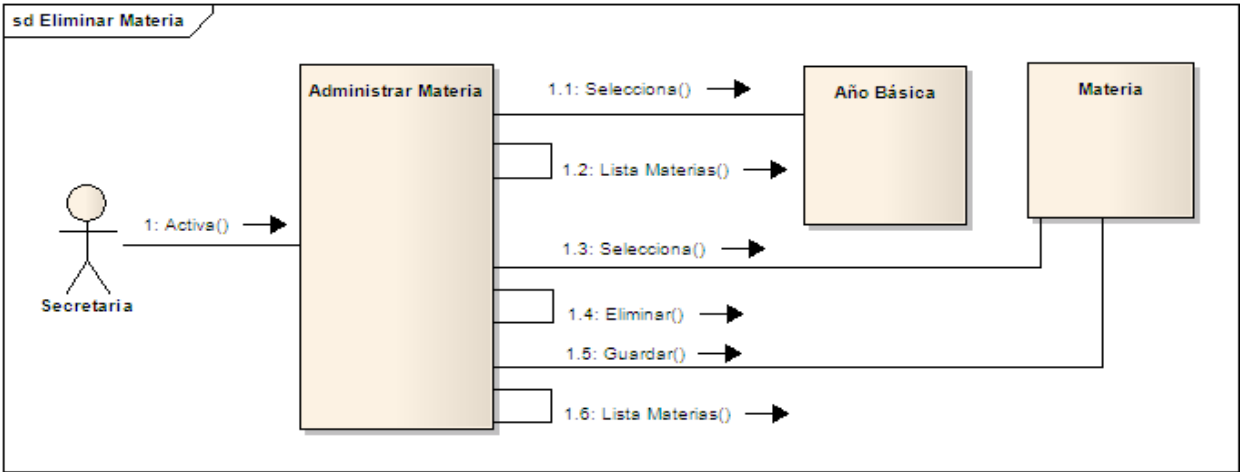 sd Eliminar Materia
Administrar Materia
1.1: Selecciona()
Año Básica
Materia
1.2: Lista Materias()
1: Activa()
1.3: Selecciona()
Secretaria
1.4: Eliminar()
1.5: Guardar()
1.6: Lista Materias()